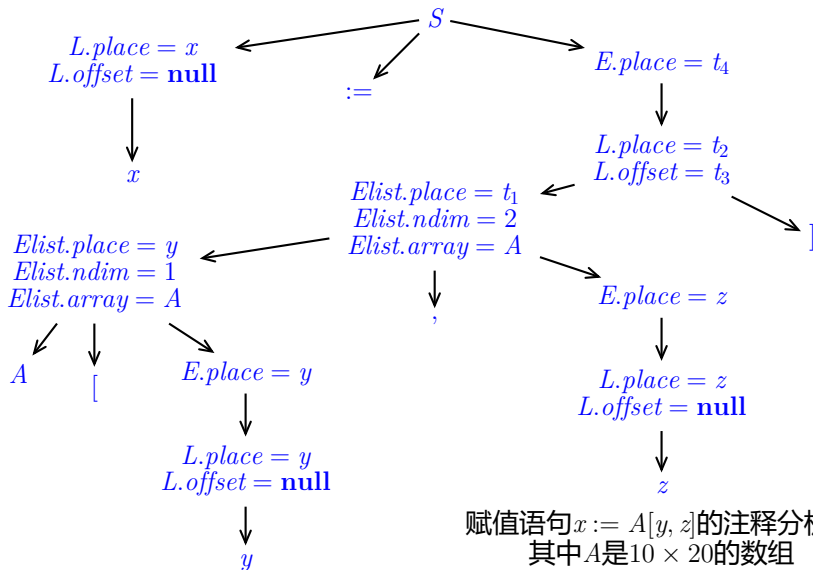 S
L.place = x
L.offset = null
:=
E.place = t₄
x
L.place = t₂
L.offset = t₃
]
Elist.place = t₁
Elist.ndim = 2
Elist.array = A
Elist.place = y
Elist.ndim = 1
Elist.array = A
,
E.place = z
A
[
E.place = y
L.place = z
L.offset = null
L.place = y
L.offset = null
z
y
赋值语句x := A[y, z]的注释分析
其中A是10 × 20的数组